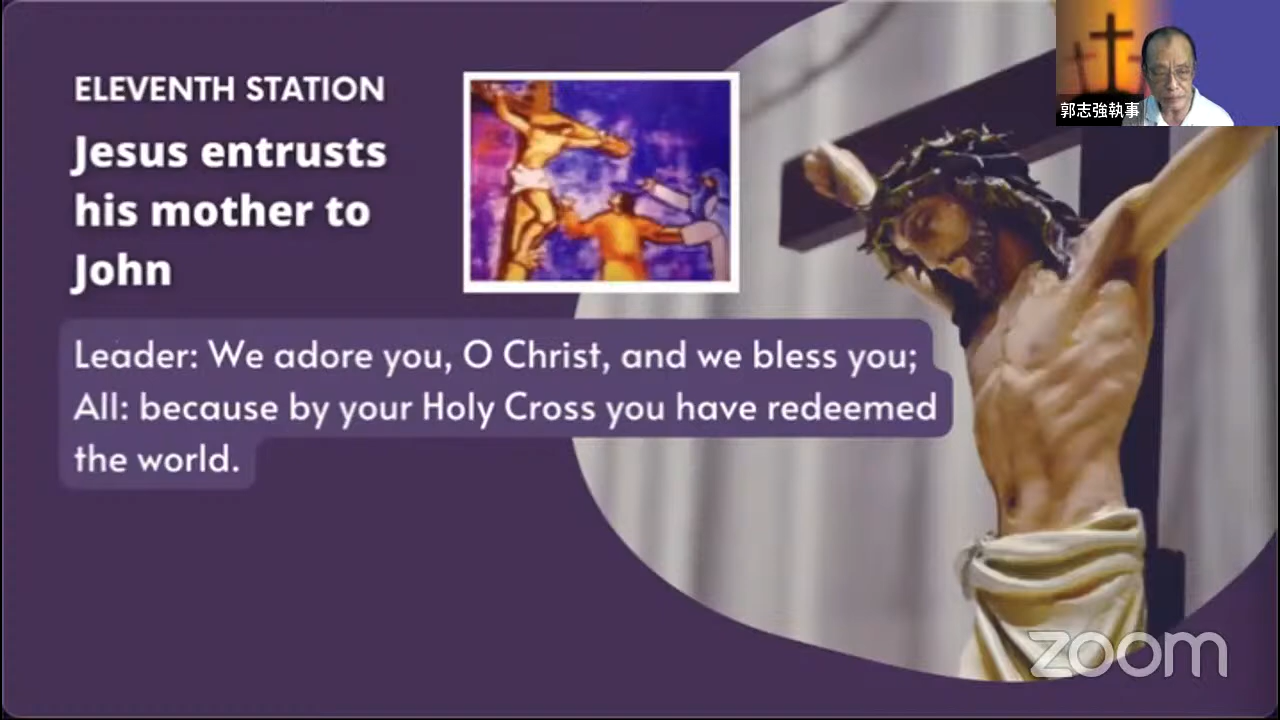 ELEVENTH STATION
Jesus entrusts
his mother to
John
Leader: We adore you, O Christ, and we bless you;
All: because by your Holy Cross you have redeemed
the world.
郭志強執事
zoom